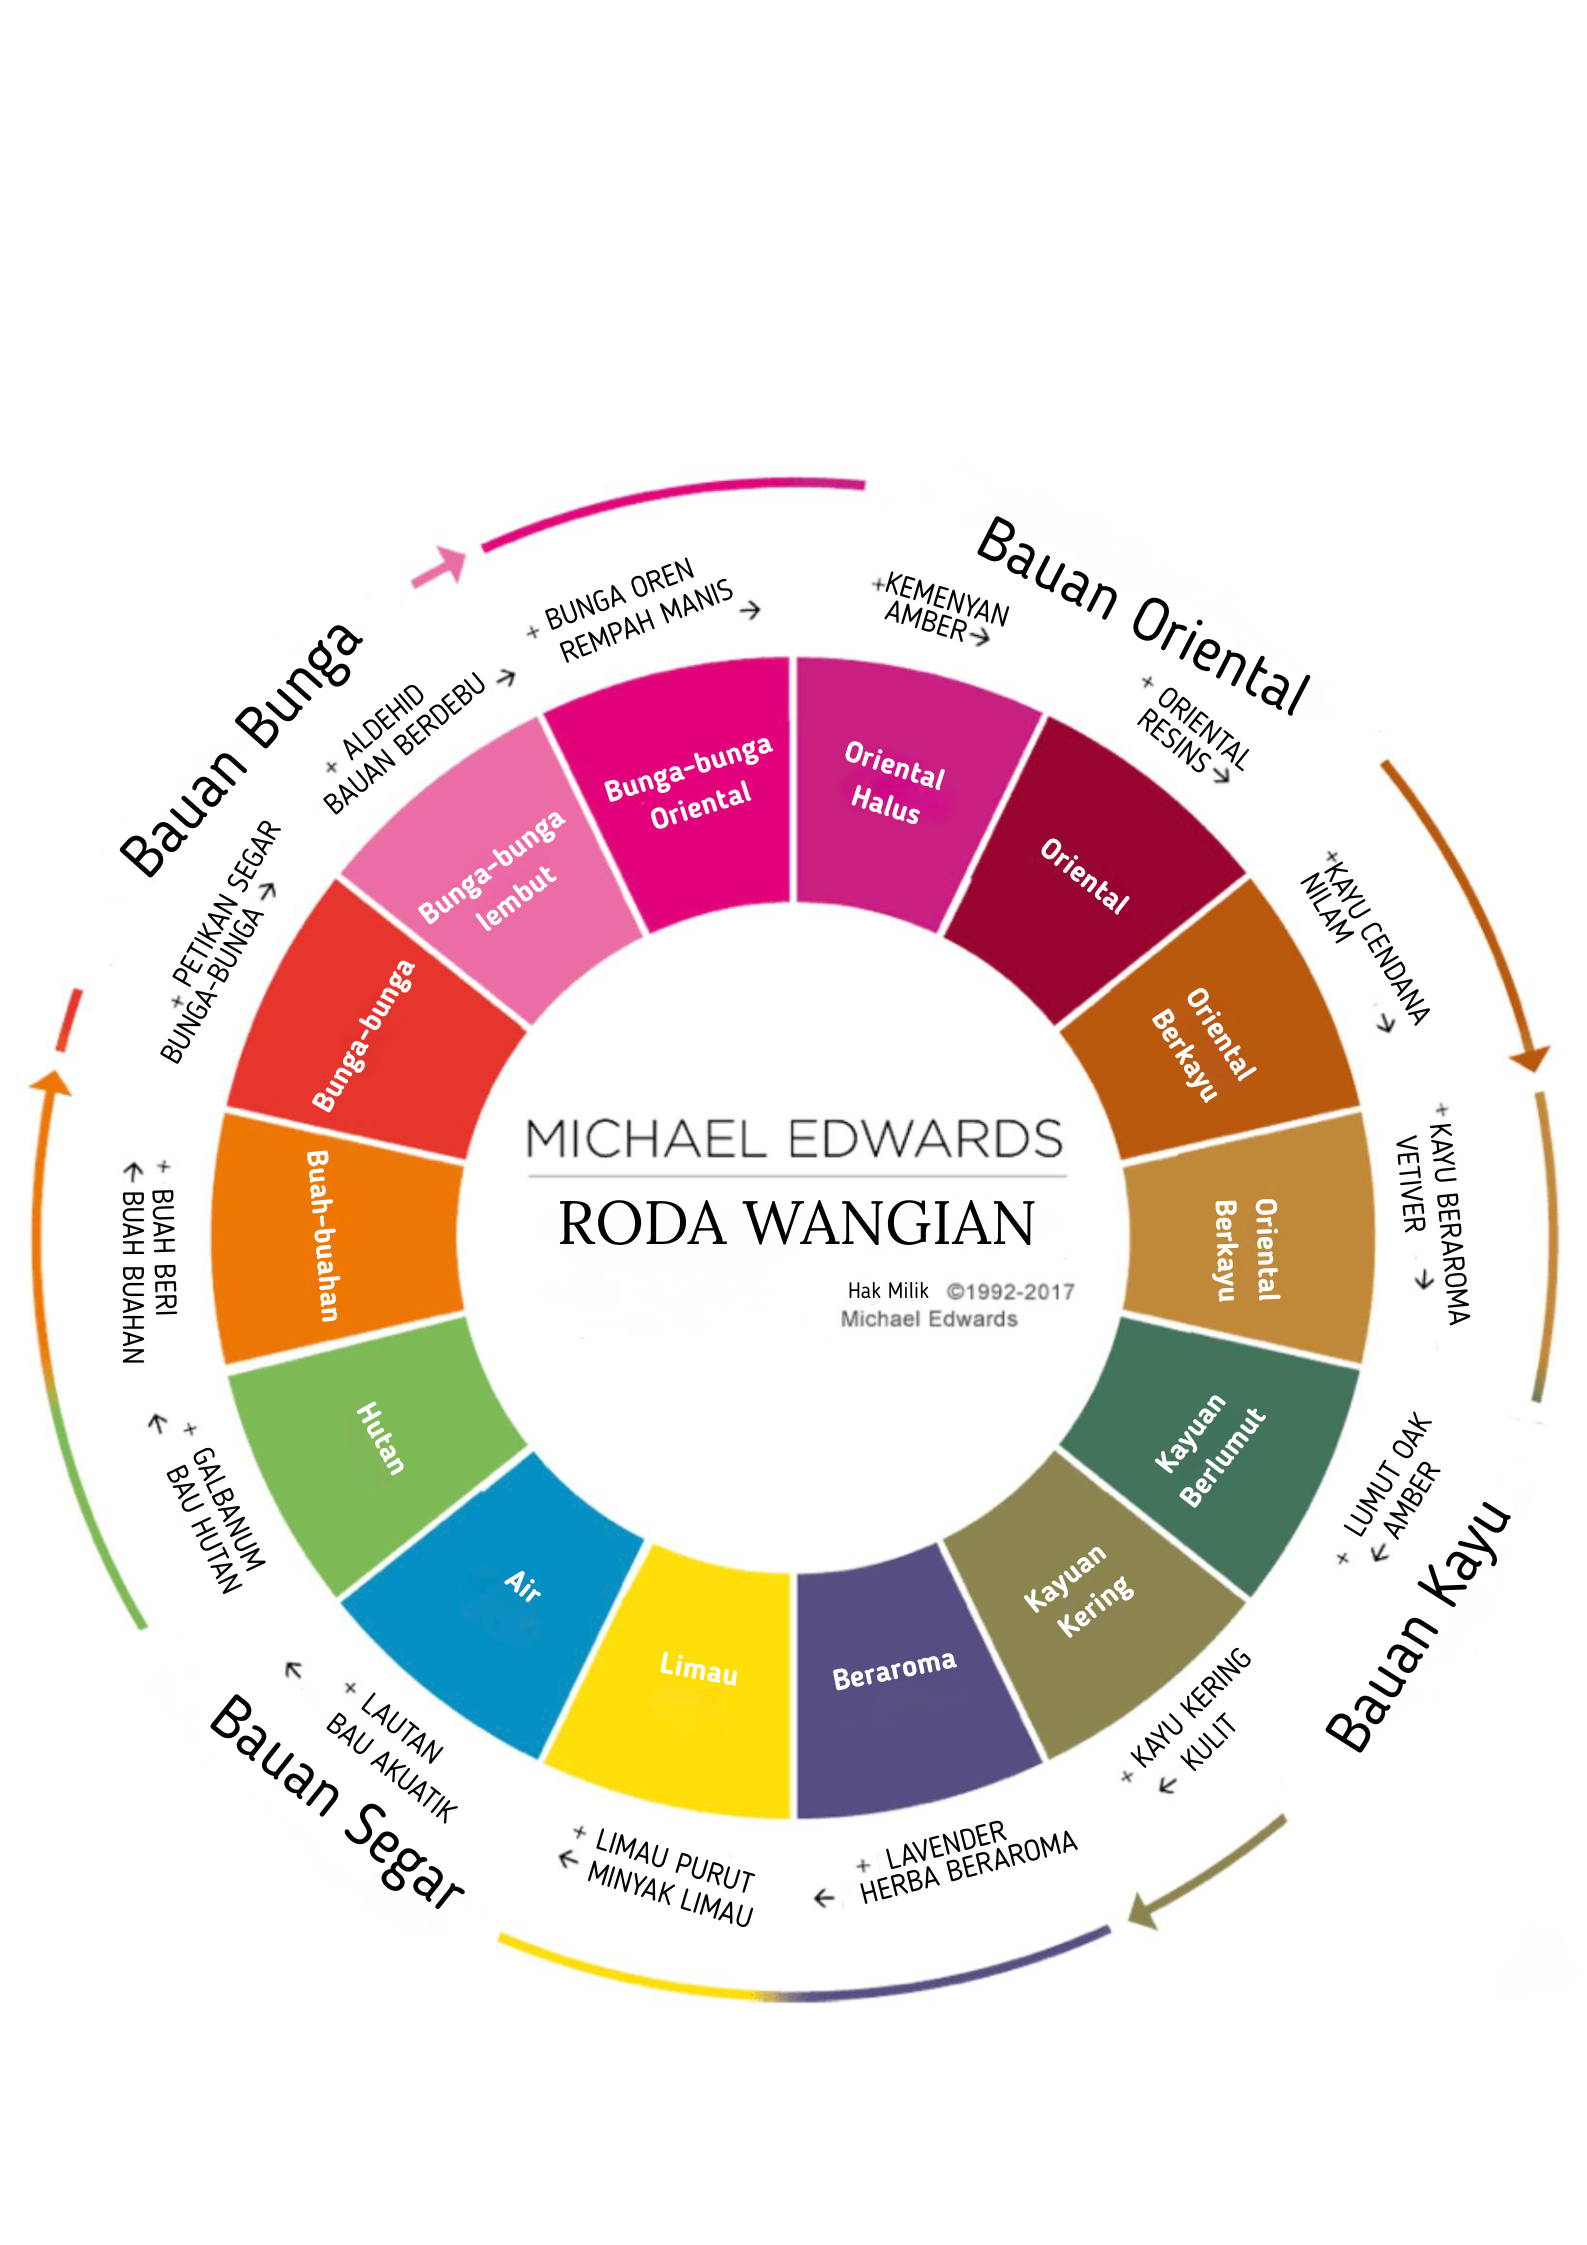 Bauan Bunga
Bauan Oriental
Bauan Kayu
Bauan Segar
+ PETIKAN SEGAR
BUNGA-BUNGA →
+ ALDEHID
BAUAN BERDEBU →
+ BUNGA OREN
REMPAH MANIS →
+KEMENYAN
AMBER→
+ ORIENTAL
RESINS →
+KAYU CENDANA
NILAM →
+ KAYU BERAROMA
VETIVER →
+ LUMUT OAK
← AMBER
+ KAYU KERING
← KULIT
+ LAVENDER
← HERBA BERAROMA
+ LIMAU PURUT
← MINYAK LIMAU
+ LAUTAN
← BAU AKUATIK
+ GALBANUM
← BAU HUTAN
+ BUAH BERI
← BUAH BUAHAN
Bunga-bunga
Bunga-bunga
lembut
Bunga-bunga
Oriental
Oriental
Halus
Oriental
Oriental
Berkayu
Oriental
Berkayu
Kayuan
Berlumut
Kayuan
Kering
Beraroma
Limau
Air
Hutan
Buah-buahan
MICHAEL EDWARDS
RODA WANGIAN
Hak Milik ©1992-2017
Michael Edwards